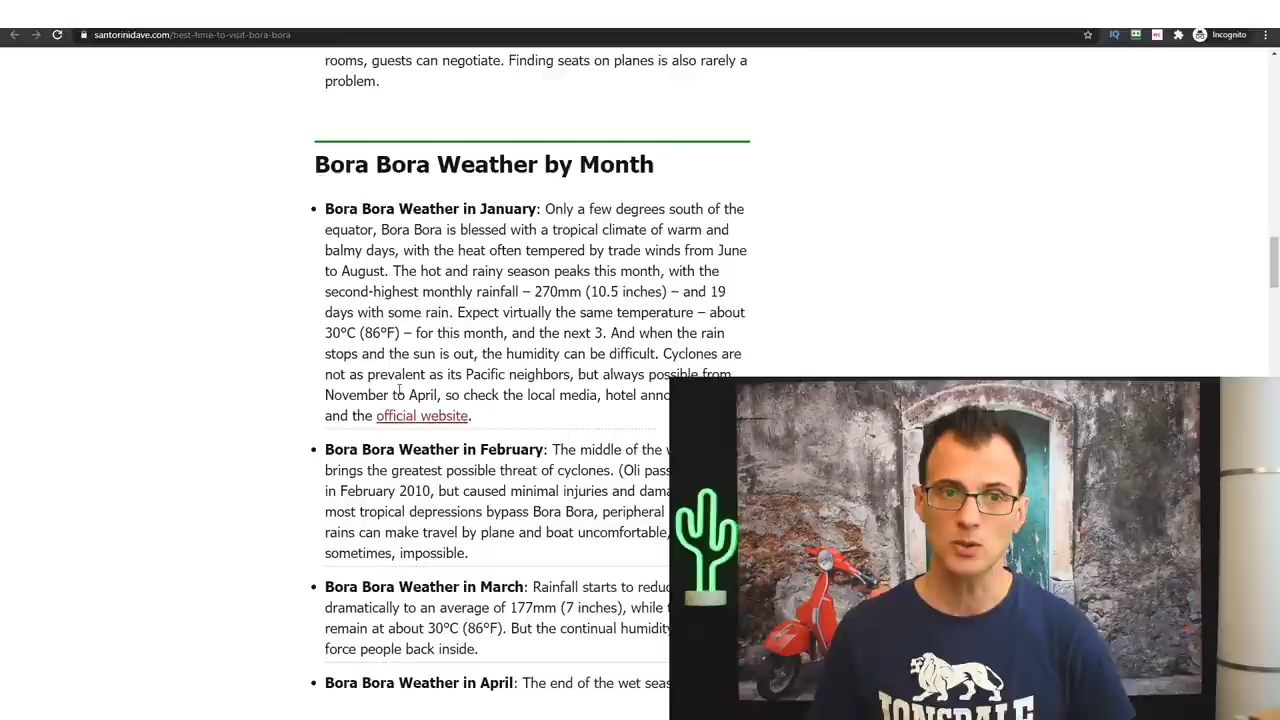 santorinidave.com/best-time-to-visit-bora-bora
Incognito
rooms, guests can negotiate. Finding seats on planes is also rarely a
problem.
Bora Bora Weather by Month
• Bora Bora Weather in January: Only a few degrees south of the
equator, Bora Bora is blessed with a tropical climate of warm and
balmy days, with the heat often tempered by trade winds from June
to August. The hot and rainy season peaks this month, with the
second-highest monthly rainfall – 270mm (10.5 inches) – and 19
days with some rain. Expect virtually the same temperature – about
30°C (86°F) – for this month, and the next 3. And when the rain
stops and the sun is out, the humidity can be difficult. Cyclones are
not as prevalent as its Pacific neighbors, but always possible from
November to April, so check the local media, hotel anno
and the official website.
• Bora Bora Weather in February: The middle of the w
brings the greatest possible threat of cyclones. (Oli pass
in February 2010, but caused minimal injuries and dama
most tropical depressions bypass Bora Bora, peripheral
rains can make travel by plane and boat uncomfortable,
sometimes, impossible.
• Bora Bora Weather in March: Rainfall starts to redu
dramatically to an average of 177mm (7 inches), while t
remain at about 30°C (86°F). But the continual humidity
force people back inside.
• Bora Bora Weather in April: The end of the wet seas
LONSDALE